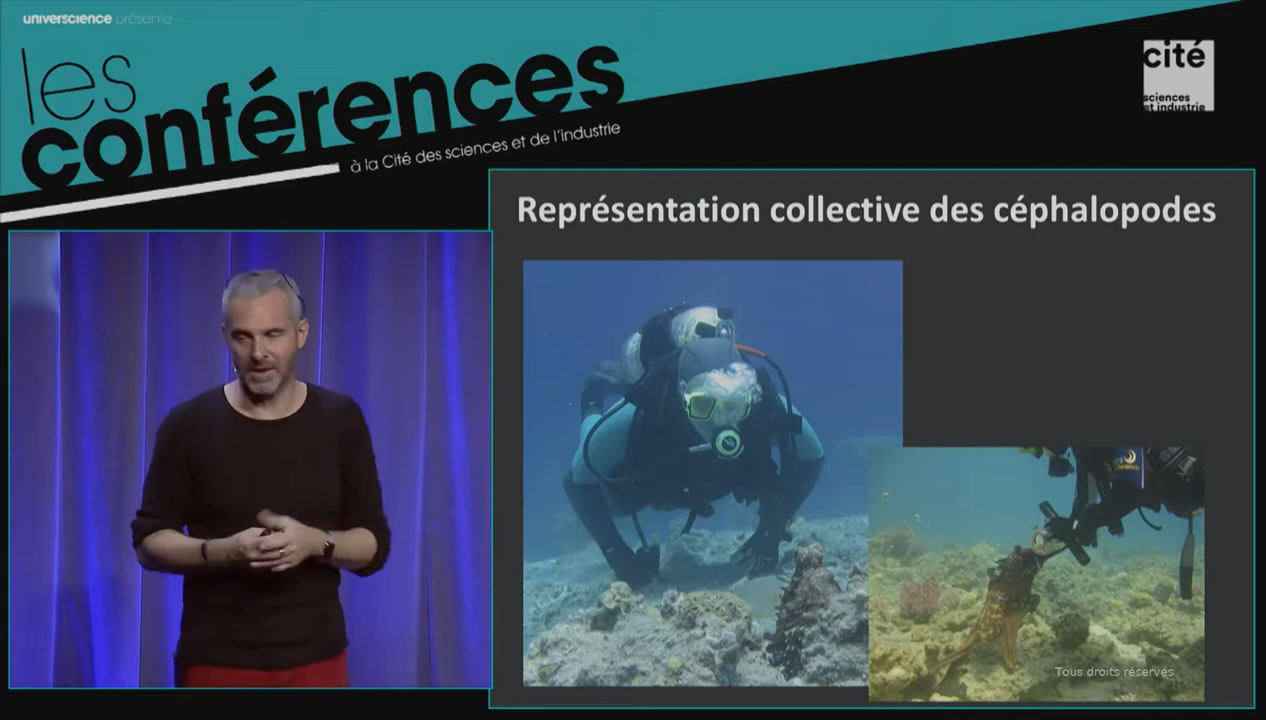 universcience présente
les
conférences
à la Cité des sciences et de l'industrie
cité
sciences
et industrie
Représentation collective des céphalopodes
Tous droits réservés